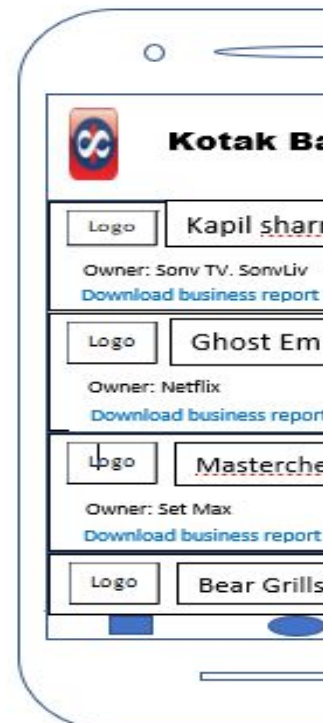 Kotak Ba
Logo Kapil shar
Owner: Sony TV. SonyLiv
Download business report
Logo Ghost Em
Owner: Netflix
Download business report
Logo Masterche
Owner: Set Max
Download business report
Logo Bear Grills